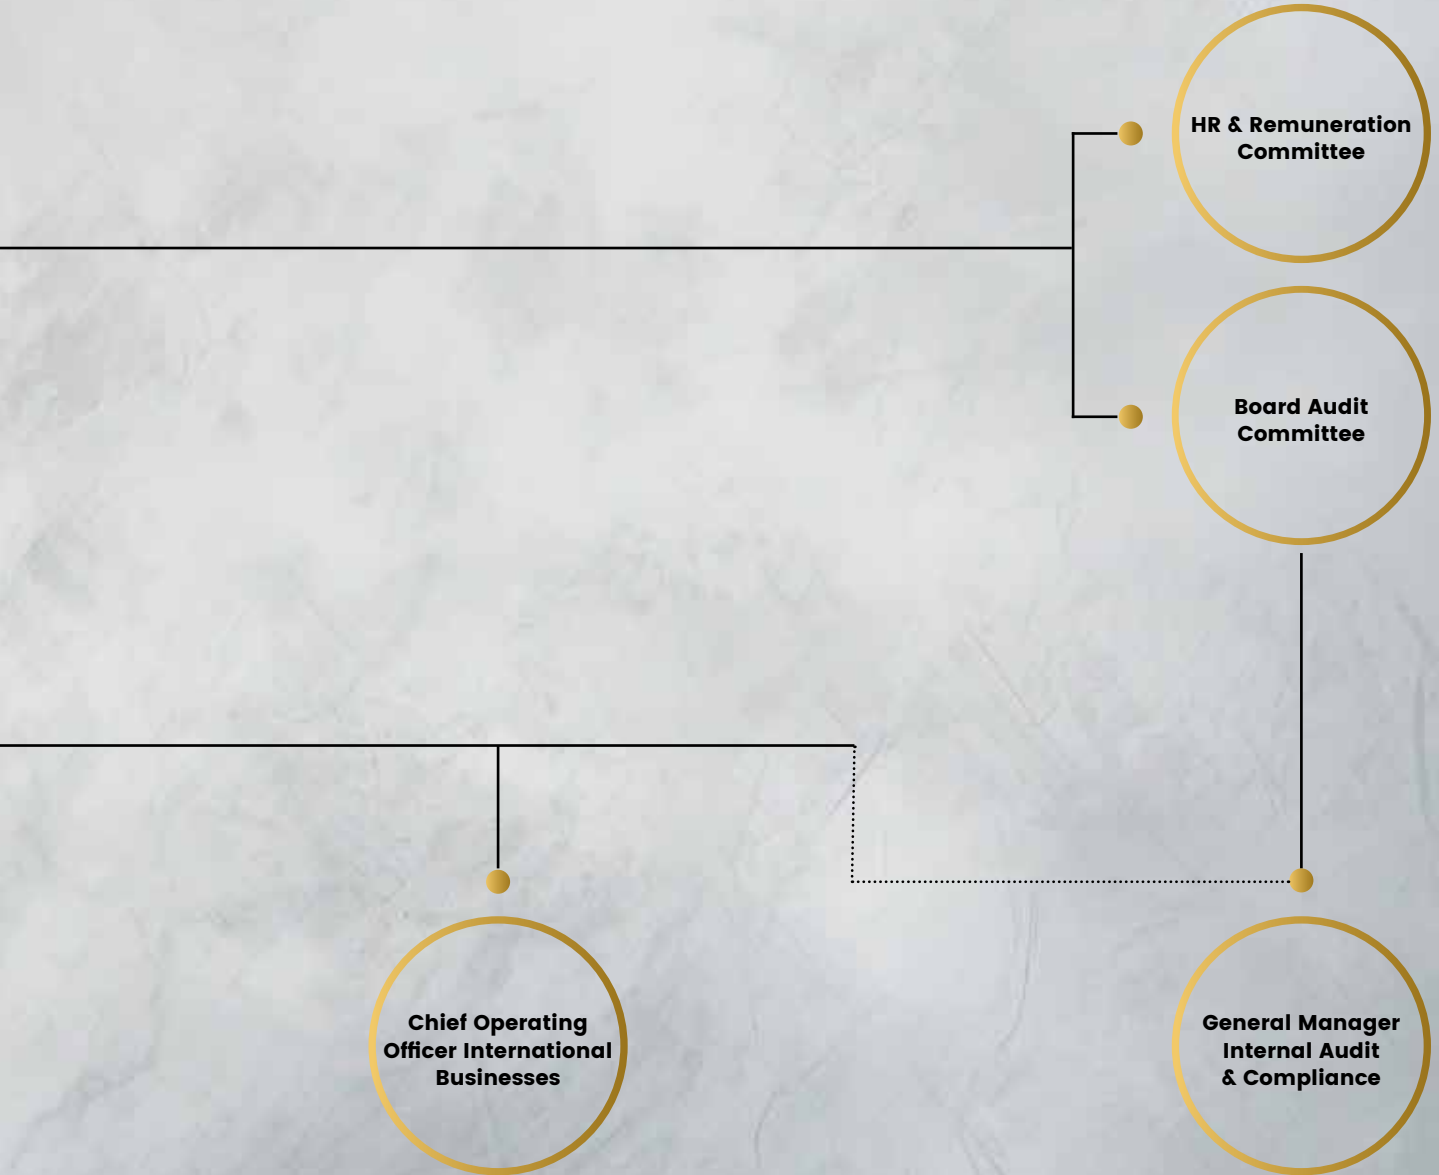 HR & Remuneration
Committee
Board Audit
Committee
Chief Operating
Officer International
Businesses
General Manager
Internal Audit
& Compliance